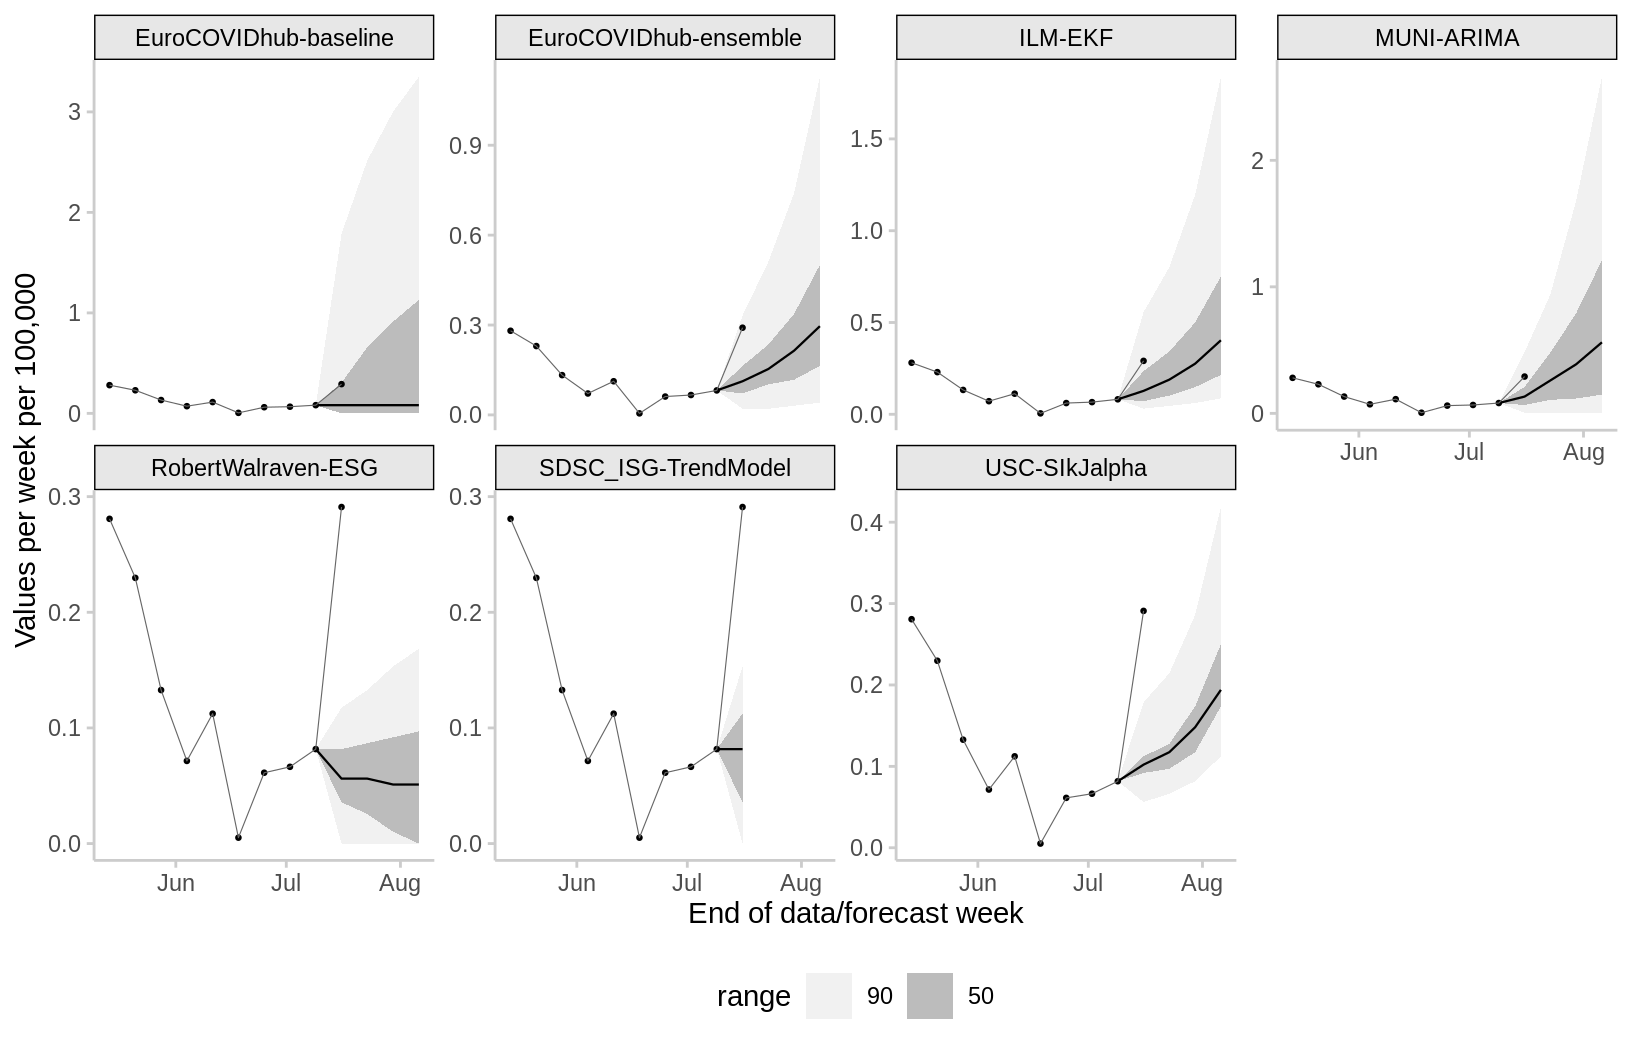 EuroCOVIDhub-baseline
EuroCOVIDhub-ensemble
ILM-EKF
MUNI-ARIMA
3
2
1
0
0.9
0.6
0.3
0.0
1.5
1.0
0.5
0.0
2
1
0
Jun Jul Aug
Values per week per 100,000
RobertWalraven-ESG
SDSC_ISG-TrendModel
USC-SIkJalpha
0.3
0.2
0.1
0.0
Jun Jul Aug
0.3
0.2
0.1
0.0
Jun Jul Aug
0.4
0.3
0.2
0.1
0.0
Jun Jul Aug
End of data/forecast week
range 90 50